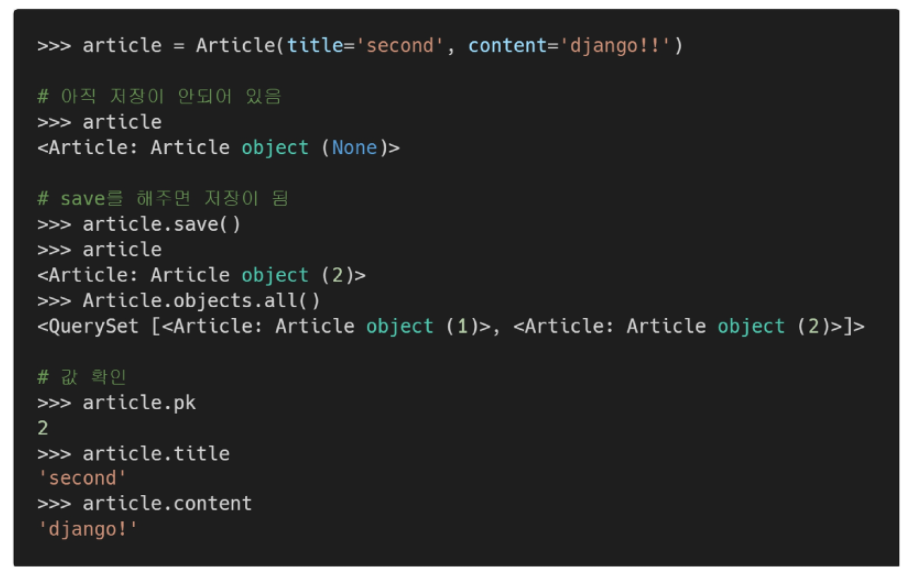 >>> article = Article(title='second', content='django!!')
# 아직 저장이 안되어 있음
>>> article
<Article: Article object (None)>
# save를 해주면 저장이 됨
>>> article.save()
>>> article
<Article: Article object (2)>
>>> Article.objects.all()
<QuerySet [<Article: Article object (1)>, <Article: Article object (2)>]>
# 값 확인
>>> article.pk
2
>>> article.title
'second'
>>> article.content
'django!'